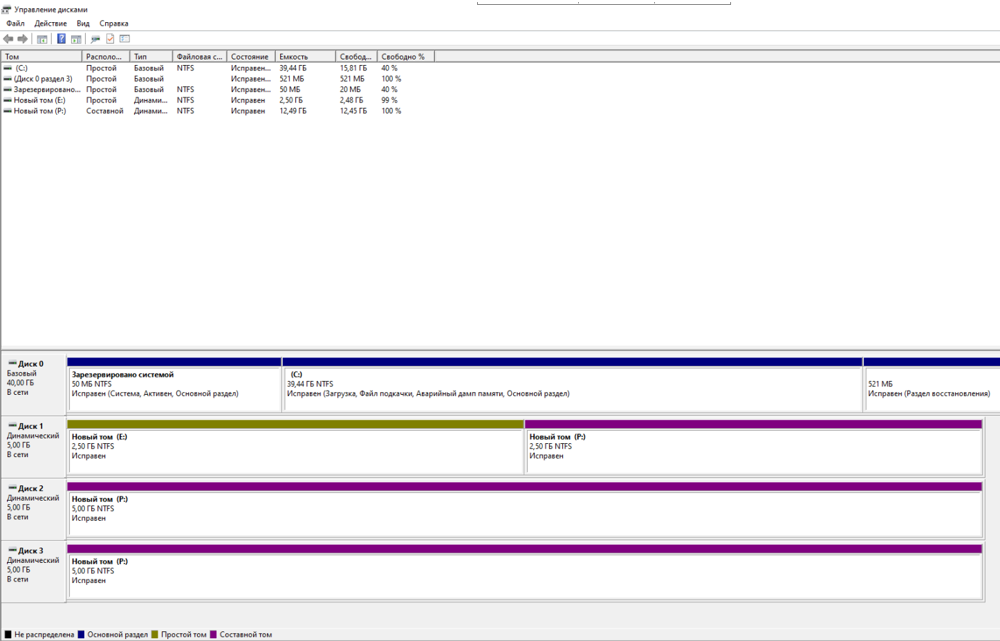 Управление дисками
Файл Действие Вид Справка
Том Располо... Тип Файловая с... Состояние Емкость Свобод... Свободно %
(C:) Простой Базовый NTFS Исправен... 39,44 ГБ 15,81 ГБ 40 %
(Диск 0 раздел 3) Простой Базовый Исправен... 521 МБ 521 МБ 100 %
Зарезервировано... Простой Базовый NTFS Исправен... 50 МБ 20 МБ 40 %
Новый том (E:) Простой Динами... NTFS Исправен 2,50 ГБ 2,48 ГБ 99 %
Новый том (P:) Составной Динами... NTFS Исправен 12,49 ГБ 12,45 ГБ 100 %
Диск 0
Базовый
40,00 ГБ
В сети
Зарезервировано системой
50 МБ NTFS
Исправен (Система, Активен, Основной раздел)
(C:)
39,44 ГБ NTFS
Исправен (Загрузка, Файл подкачки, Аварийный дамп памяти, Основной раздел)
521 МБ
Исправен (Раздел восстановления)
Диск 1
Динамический
5,00 ГБ
В сети
Новый том (E:)
2,50 ГБ NTFS
Исправен
Новый том (P:)
2,50 ГБ NTFS
Исправен
Диск 2
Динамический
5,00 ГБ
В сети
Новый том (P:)
5,00 ГБ NTFS
Исправен
Диск 3
Динамический
5,00 ГБ
В сети
Новый том (P:)
5,00 ГБ NTFS
Исправен
Не распределена Основной раздел Простой том Составной том